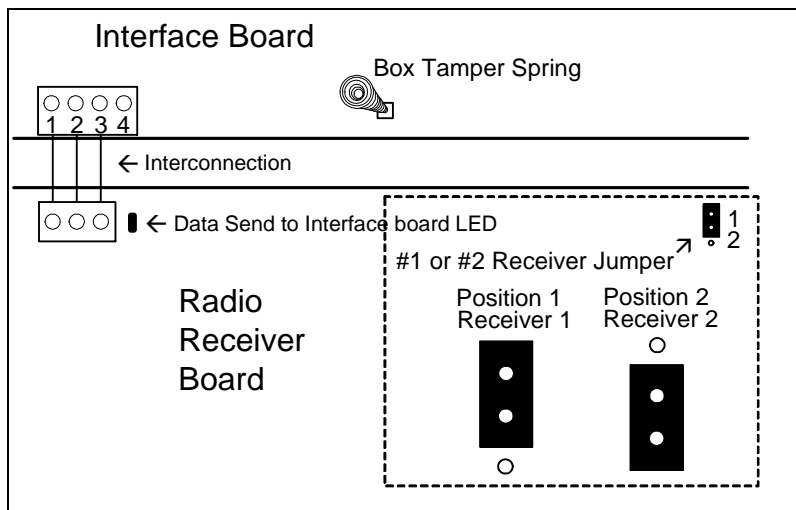 Interface Board
Box Tamper Spring
1 2 3 4
← Interconnection
← Data Send to Interface board LED
1
2
#1 or #2 Receiver Jumper
Radio
Receiver
Board
Position 1
Receiver 1
Position 2
Receiver 2